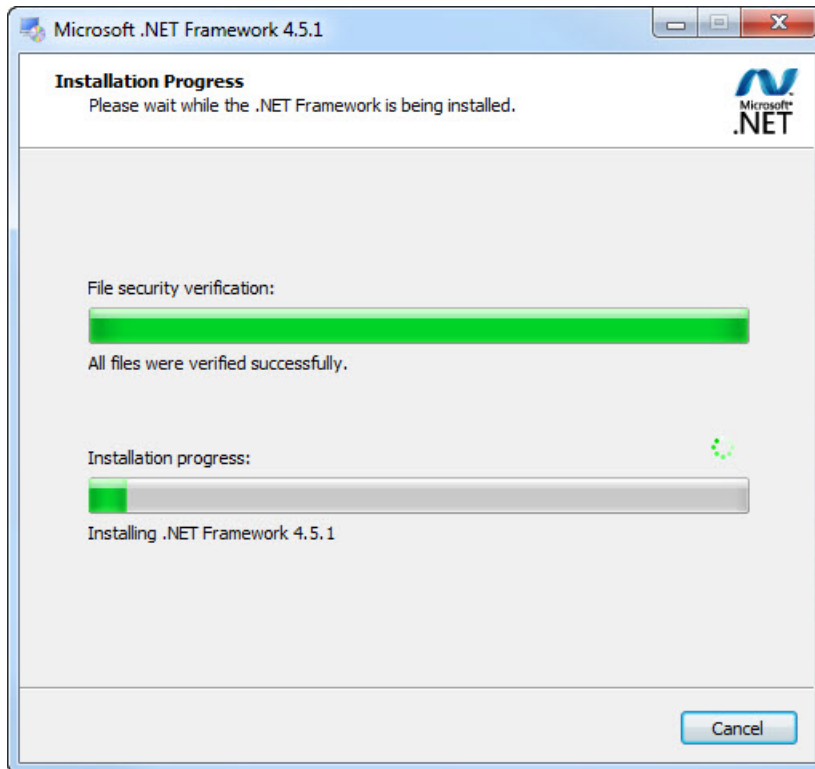 Microsoft .NET Framework 4.5.1
Installation Progress
Please wait while the .NET Framework is being installed.
Microsoft®
.NET
File security verification:
All files were verified successfully.
Installation progress:
Installing .NET Framework 4.5.1
Cancel